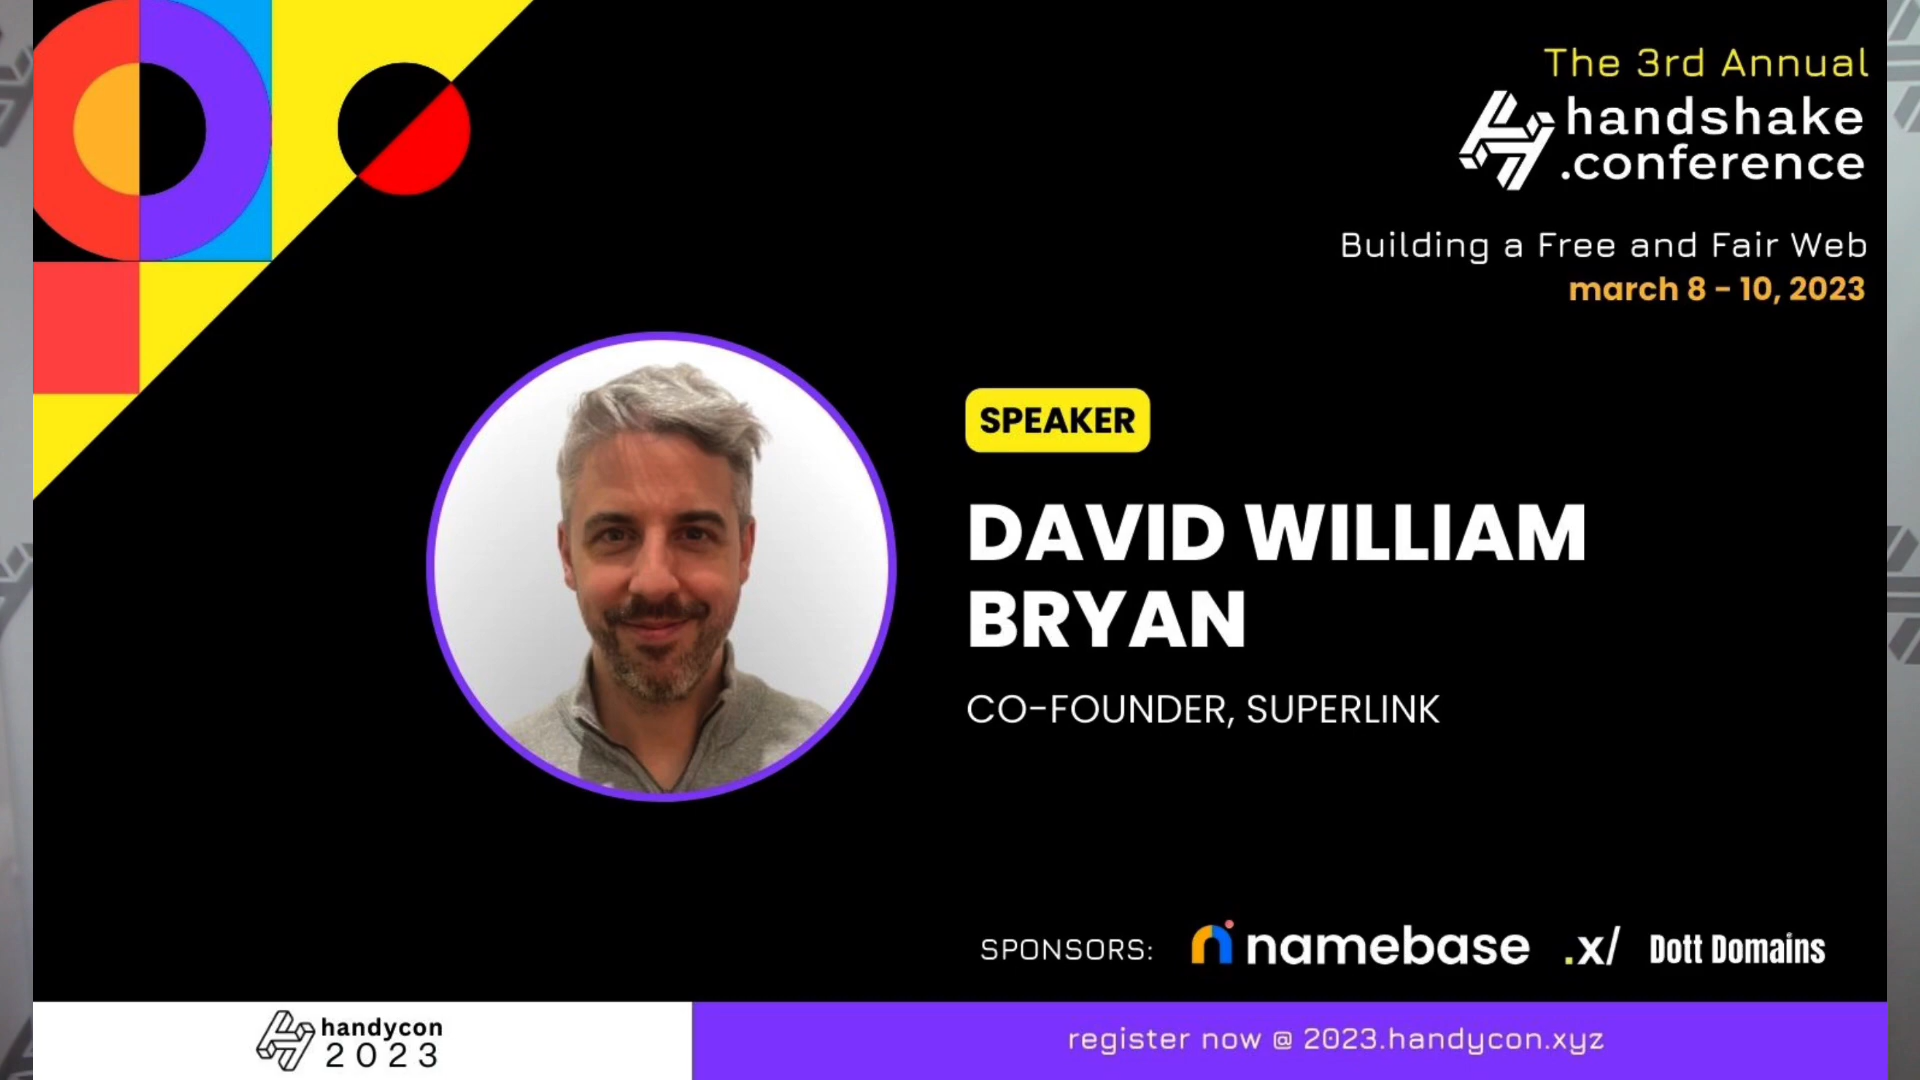 The 3rd Annual
handshake
.conference
Building a Free and Fair Web
march 8 - 10, 2023
SPEAKER
DAVID WILLIAM
BRYAN
CO-FOUNDER, SUPERLINK
SPONSORS: namebase .x/ Dott Domains
handycon
2023
register now @ 2023.handycon.xyz